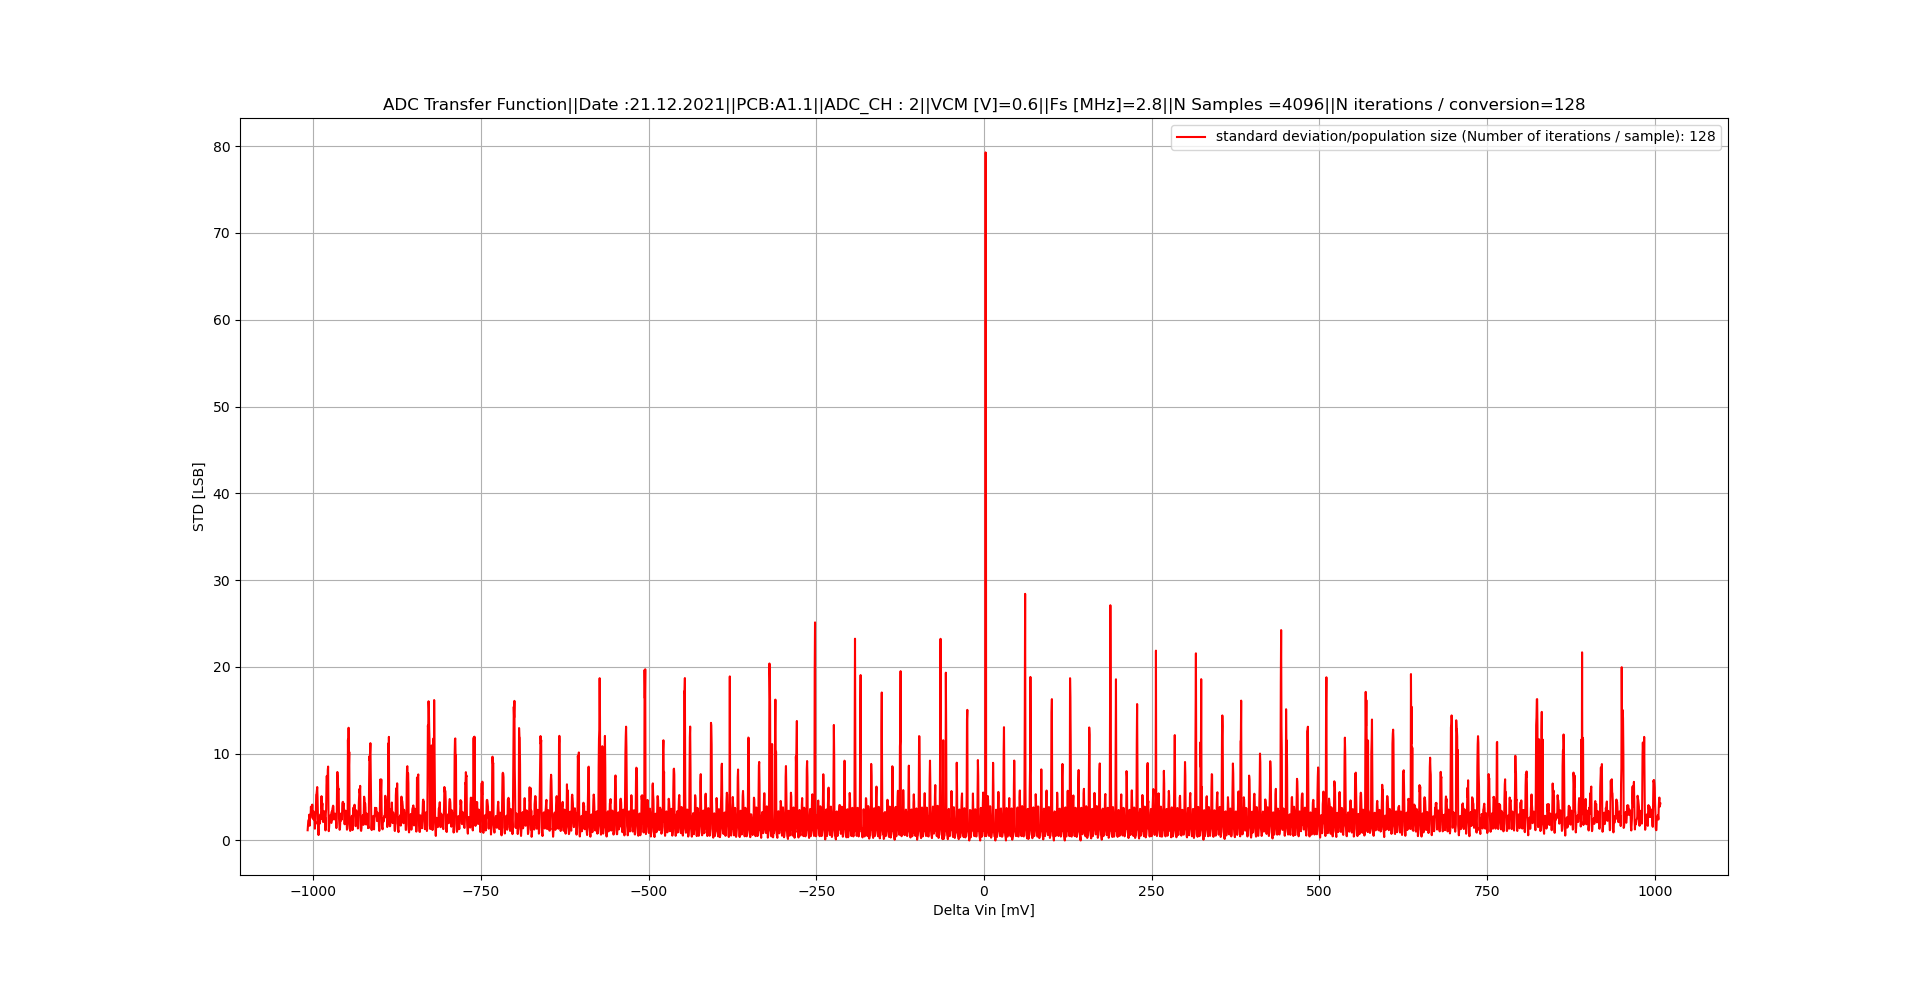 ADC Transfer Function||Date :21.12.2021||PCB:A1.1||ADC_CH : 2||VCM [V]=0.6||Fs [MHz]=2.8||N Samples =4096||N iterations / conversion=128
standard deviation/population size (Number of iterations / sample): 128
80
70
60
50
40
30
20
10
0
STD [LSB]
−1000 −750 −500 −250 0 250 500 750 1000
Delta Vin [mV]